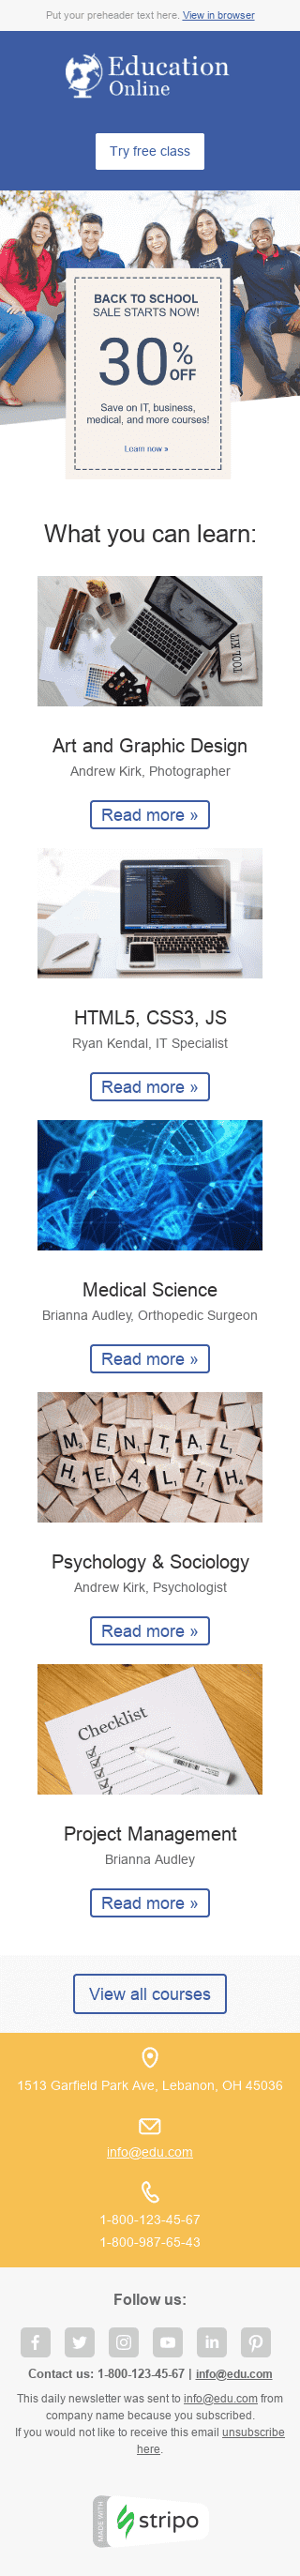 Put your preheader text here. View in browser
Education
Online
Try free class
BACK TO SCHOOL
SALE STARTS NOW!
30%
OFF
Save on IT, business,
medical, and more courses!
Learn now »
What you can learn:
TOOL KIT
Art and Graphic Design
Andrew Kirk, Photographer
Read more »
HTML5, CSS3, JS
Ryan Kendal, IT Specialist
Read more »
Medical Science
Brianna Audley, Orthopedic Surgeon
Read more »
MENTAL
HEALTH
Psychology & Sociology
Andrew Kirk, Psychologist
Read more »
Checklist
Project Management
Brianna Audley
Read more »
View all courses
1513 Garfield Park Ave, Lebanon, OH 45036
info@edu.com
1-800-123-45-67
1-800-987-65-43
Follow us:
Contact us: 1-800-123-45-67 | info@edu.com
This daily newsletter was sent to info@edu.com from
company name because you subscribed.
If you would not like to receive this email unsubscribe
here.
MADE WITH
stripo